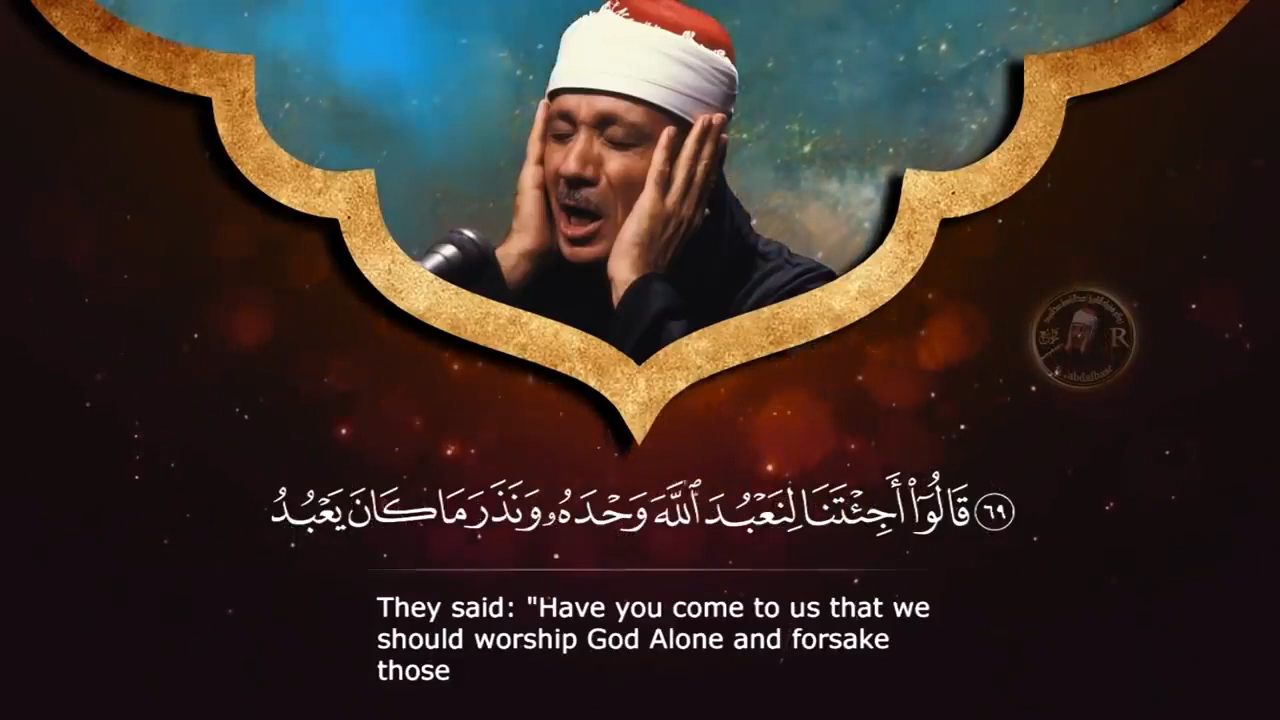 ٦٩ قَالُوٓا۟ أَجِئْتَنَا لِنَعْبُدَ ٱللَّهَ وَحْدَهُۥ وَنَذَرَ مَا كَانَ يَعْبُدُ
They said: "Have you come to us that we
should worship God Alone and forsake
those
R